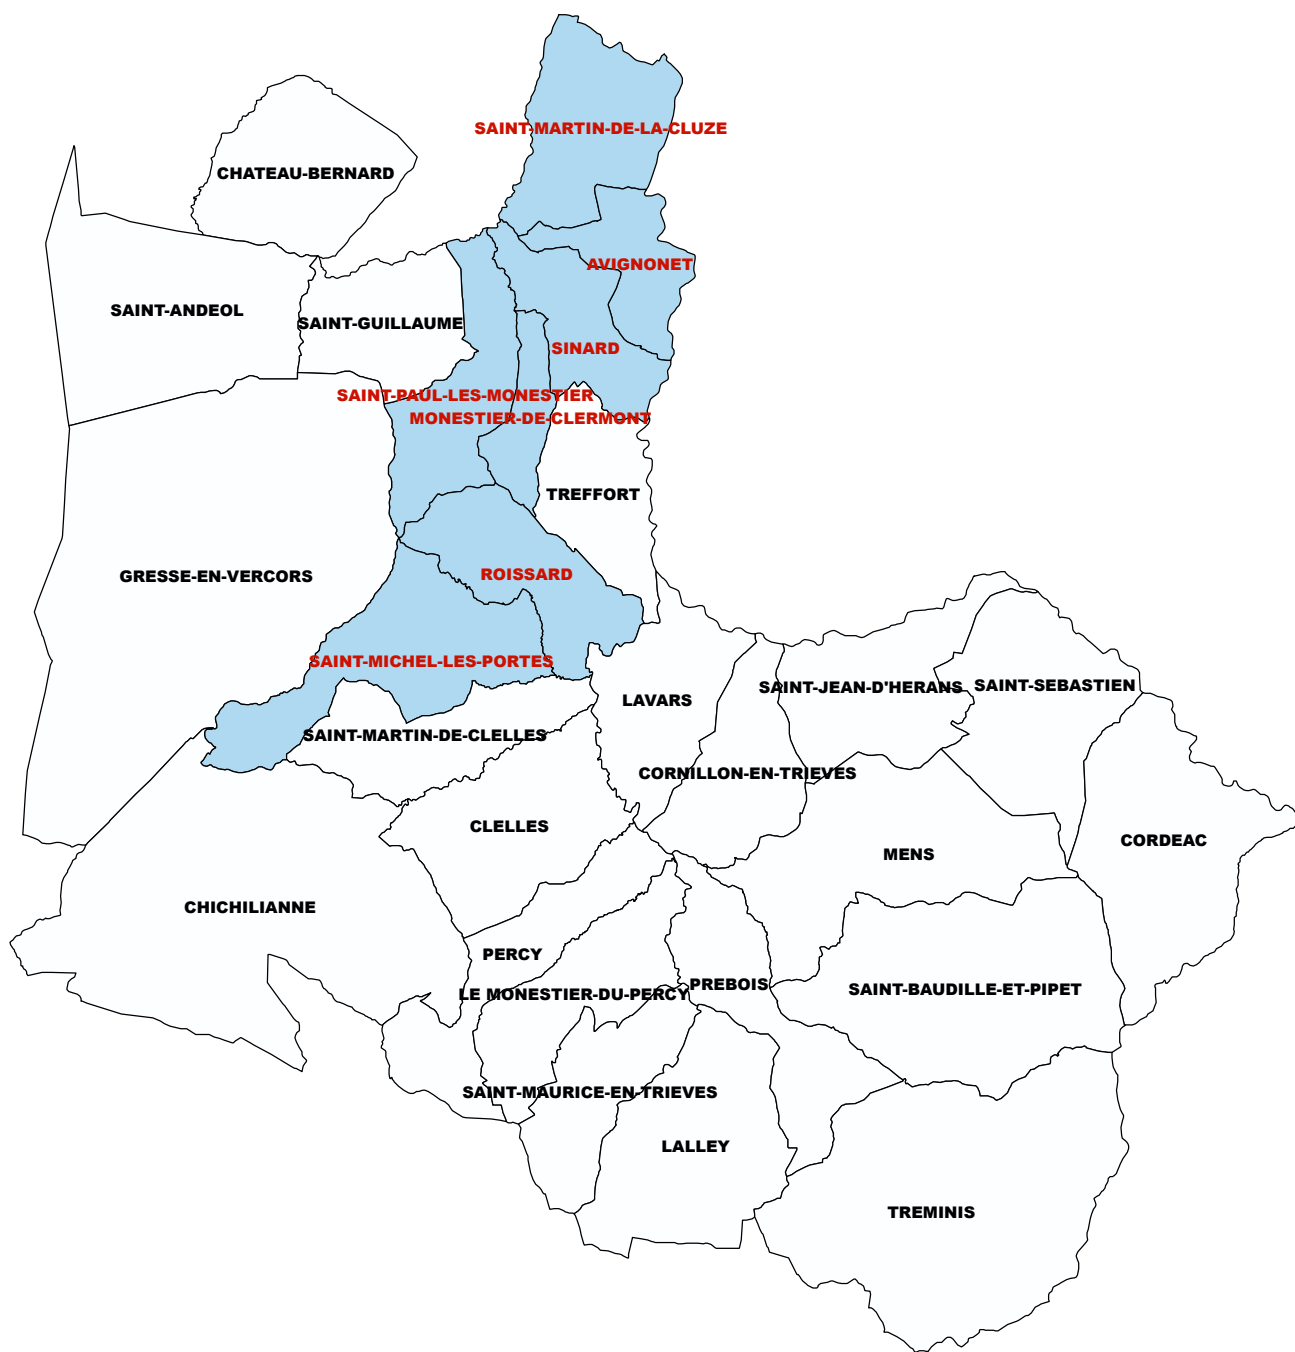 SAINT-MARTIN-DE-LA-CLUZE
CHATEAU-BERNARD
AVIGNONET
SAINT-ANDEOL
SAINT-GUILLAUME
SINARD
SAINT-PAUL-LES-MONESTIER
MONESTIER-DE-CLERMONT
TREFFORT
GRESSE-EN-VERCORS
ROISSARD
SAINT-MICHEL-LES-PORTES
SAINT-JEAN-D'HERANS
SAINT-SEBASTIEN
LAVARS
SAINT-MARTIN-DE-CLELLES
CORNILLON-EN-TRIEVES
CLELLES
CORDEAC
MENS
CHICHILIANNE
PERCY
PREBOIS
SAINT-BAUDILLE-ET-PIPET
LE MONESTIER-DU-PERCY
SAINT-MAURICE-EN-TRIEVES
LALLEY
TREMINIS